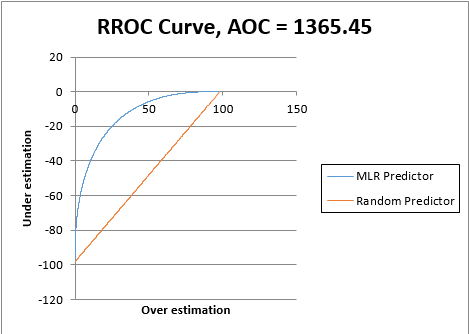 RROC Curve, AOC = 1365.45
20
0
0 50 100 150
-20
-40
-60
-80
-100
-120
Under estimation
Over estimation
MLR Predictor
Random Predictor